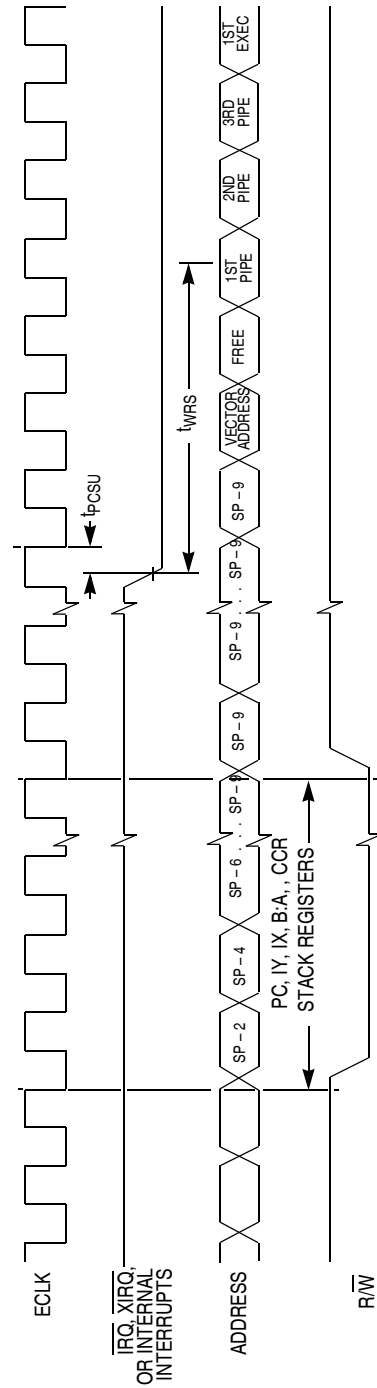 ECLK
tPCSU
IRQ, XIRQ,
OR INTERNAL
INTERRUPTS
tWRS
ADDRESS
SP – 2
SP – 4
SP – 6 . . . SP – 9
SP – 9
SP – 9 . . . SP – 9
SP – 9
VECTOR
ADDRESS
FREE
1ST
PIPE
2ND
PIPE
3RD
PIPE
1ST
EXEC
PC, IY, IX, B:A, , CCR
STACK REGISTERS
R/W